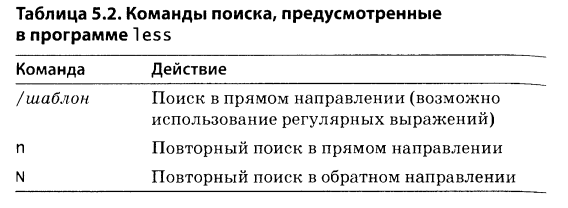 Таблица 5.2. Команды поиска, предусмотренные
в программе less
Команда Действие
/шаблон Поиск в прямом направлении (возможно
использование регулярных выражений)
n Повторный поиск в прямом направлении
N Повторный поиск в обратном направлении